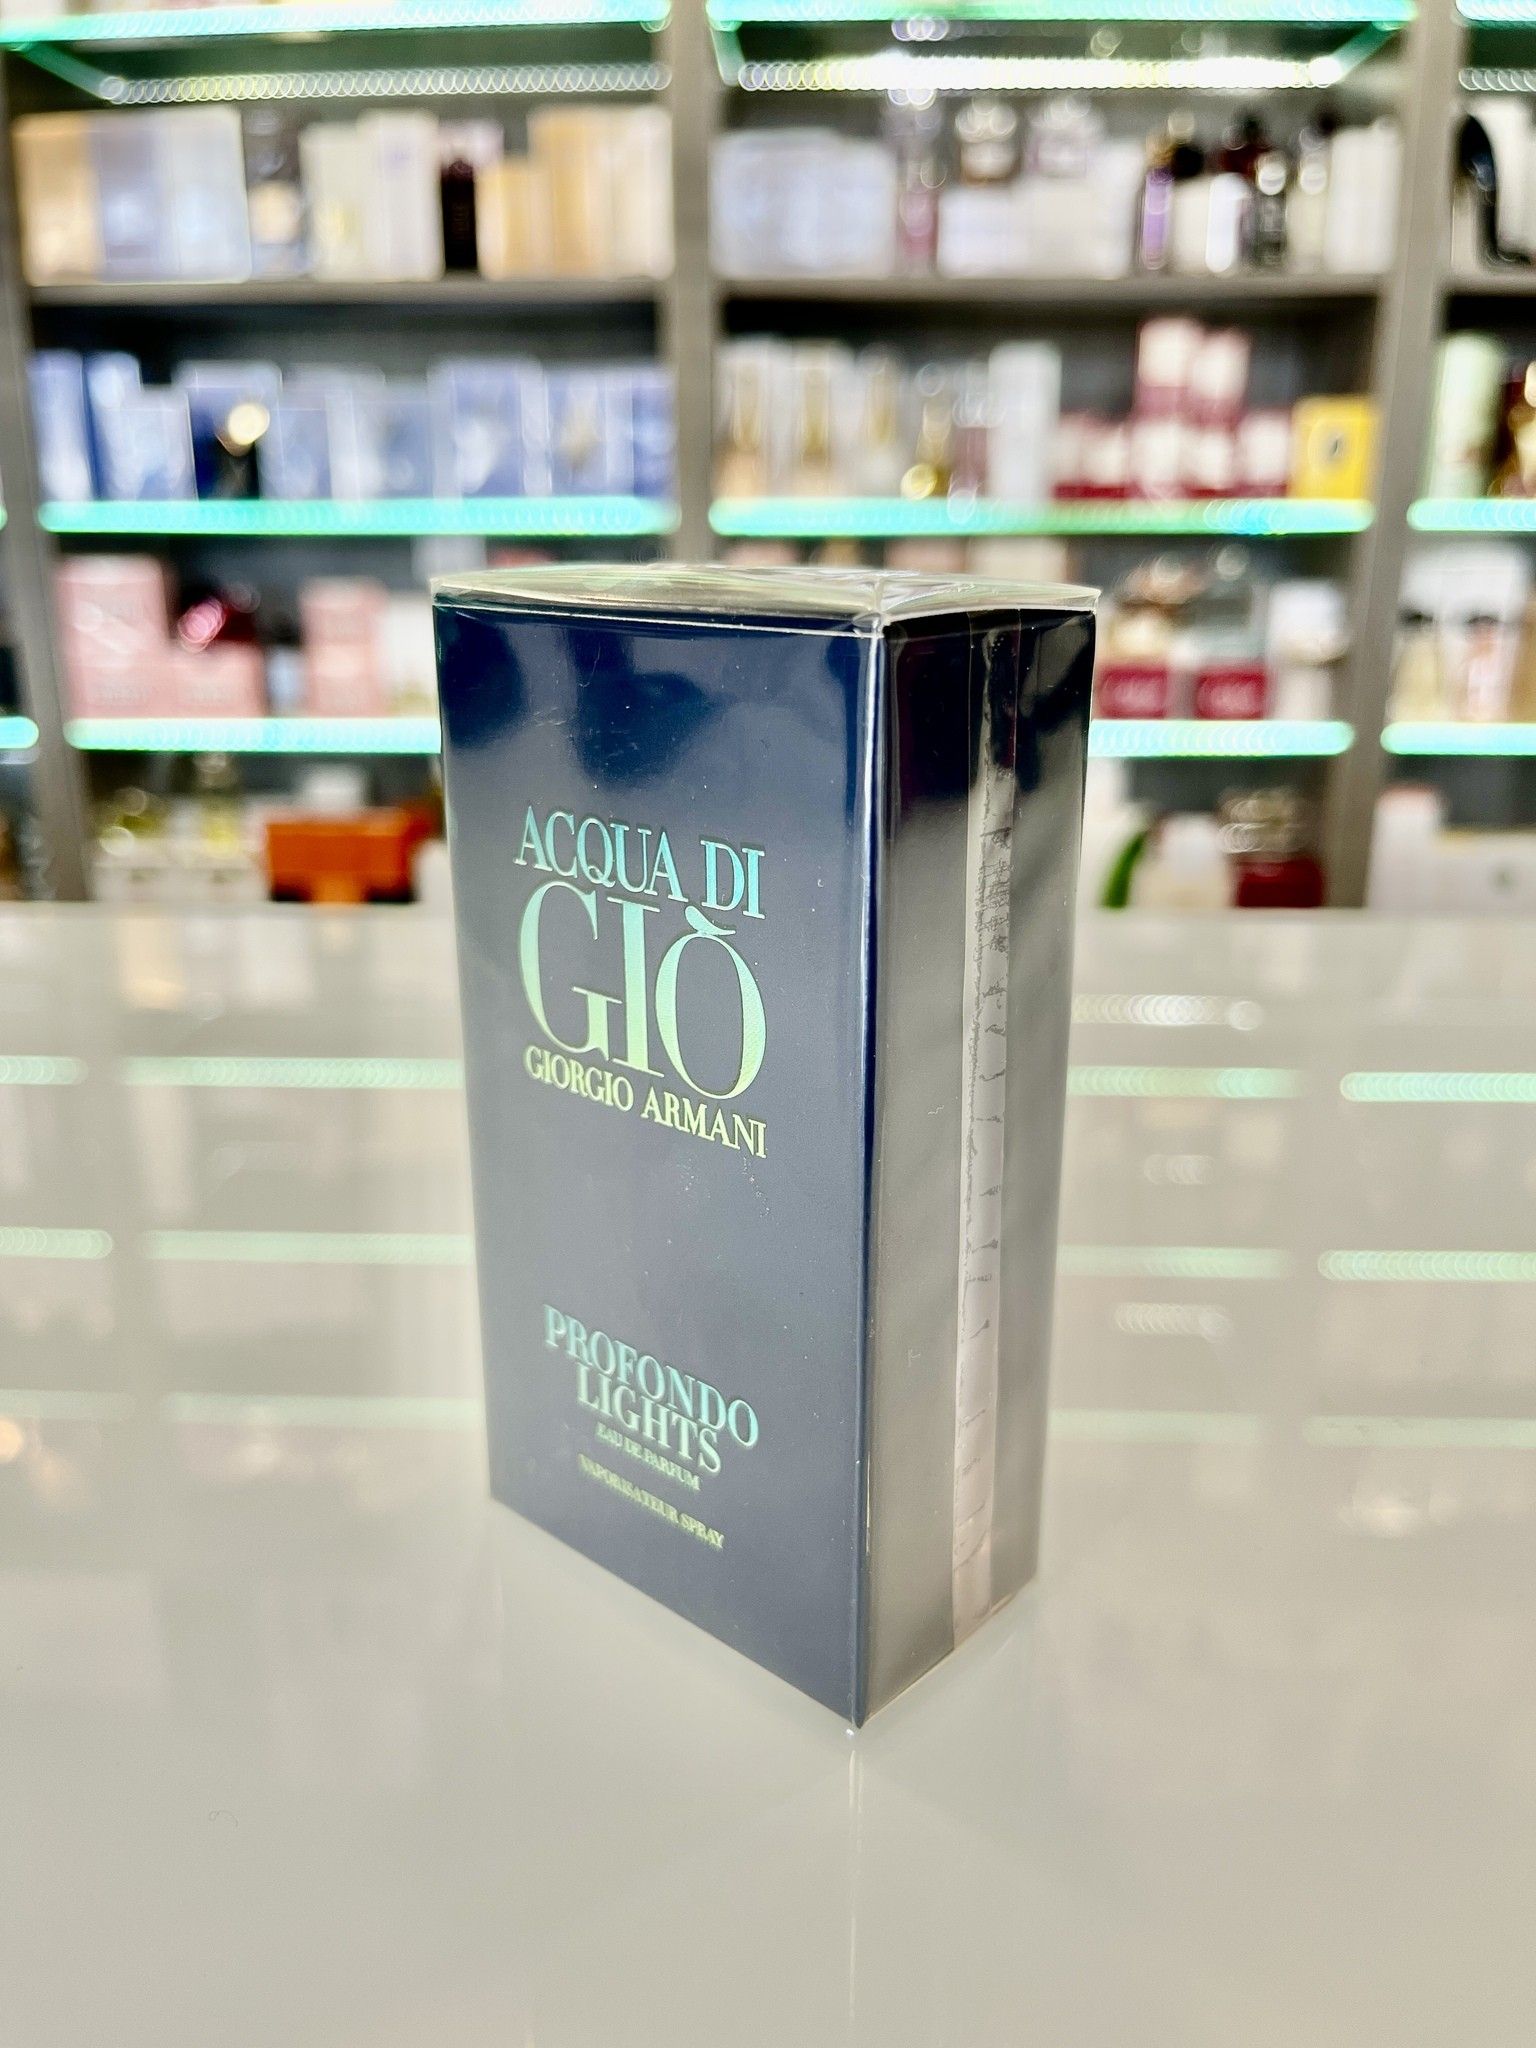 ACQUA DI
GIÒ
GIORGIO ARMANI
PROFONDO
LIGHTS
EAU DE PARFUM
VAPORISATEUR SPRAY